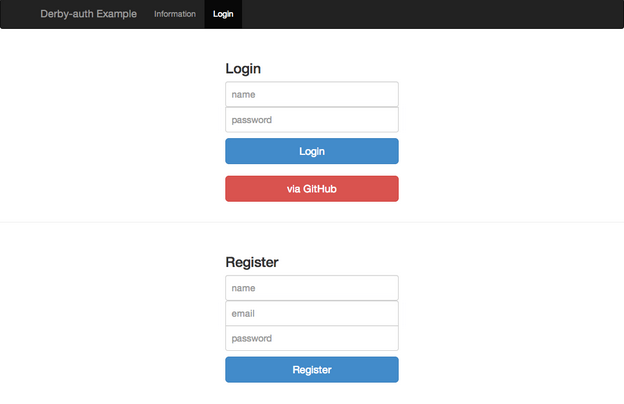 Derby-auth Example Information Login
Login
name
password
Login
via GitHub
Register
name
email
password
Register